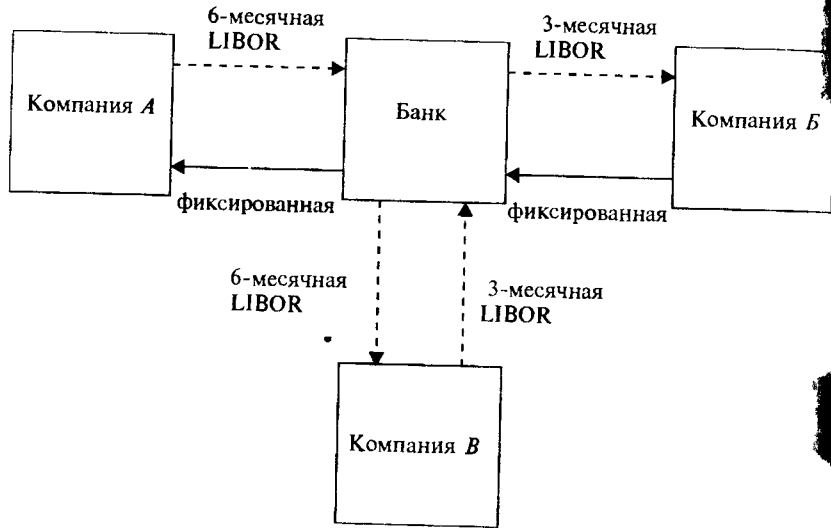 6-месячная
LIBOR
3-месячная
LIBOR
Компания А
Банк
Компания Б
фиксированная
фиксированная
6-месячная
LIBOR
3-месячная
LIBOR
Компания В